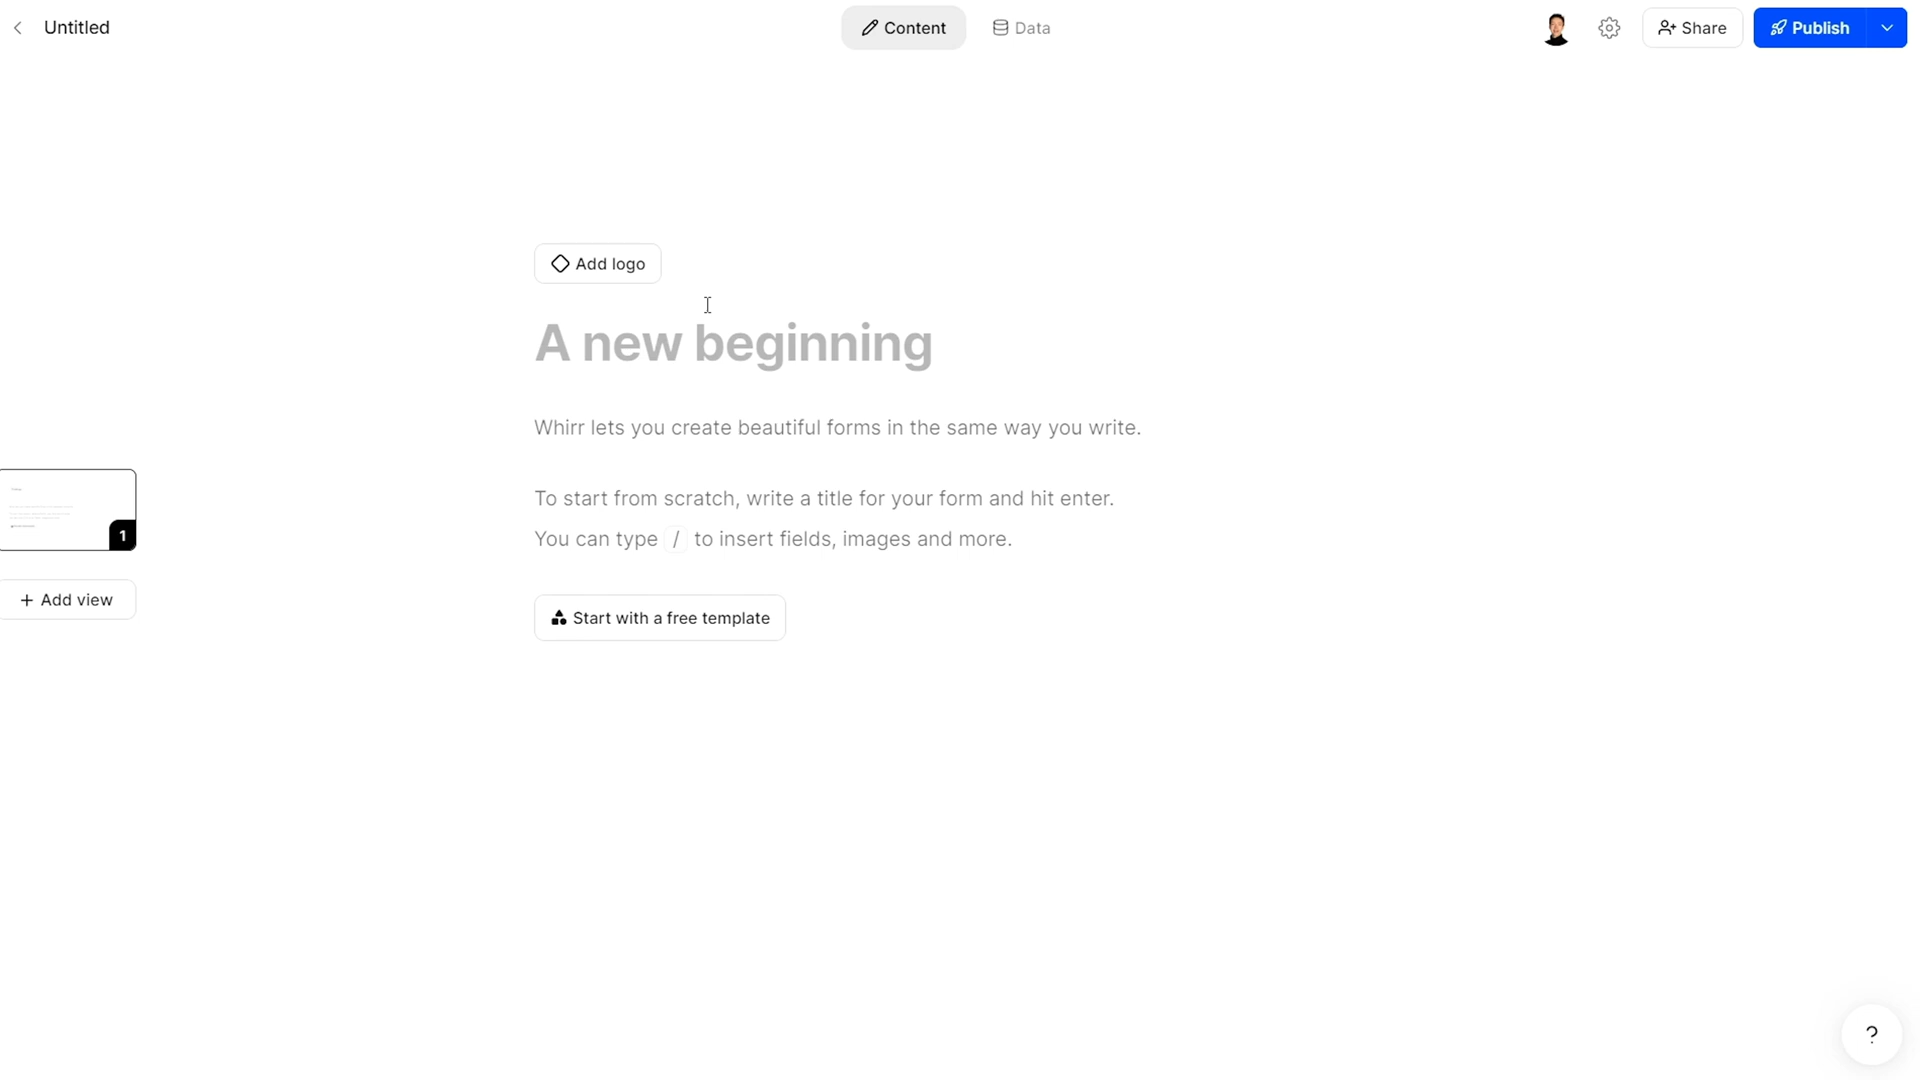 Untitled
Content
Data
Share
Publish
Add logo
A new beginning
Whirr lets you create beautiful forms in the same way you write.
To start from scratch, write a title for your form and hit enter.
You can type / to insert fields, images and more.
1
+ Add view
Start with a free template
?